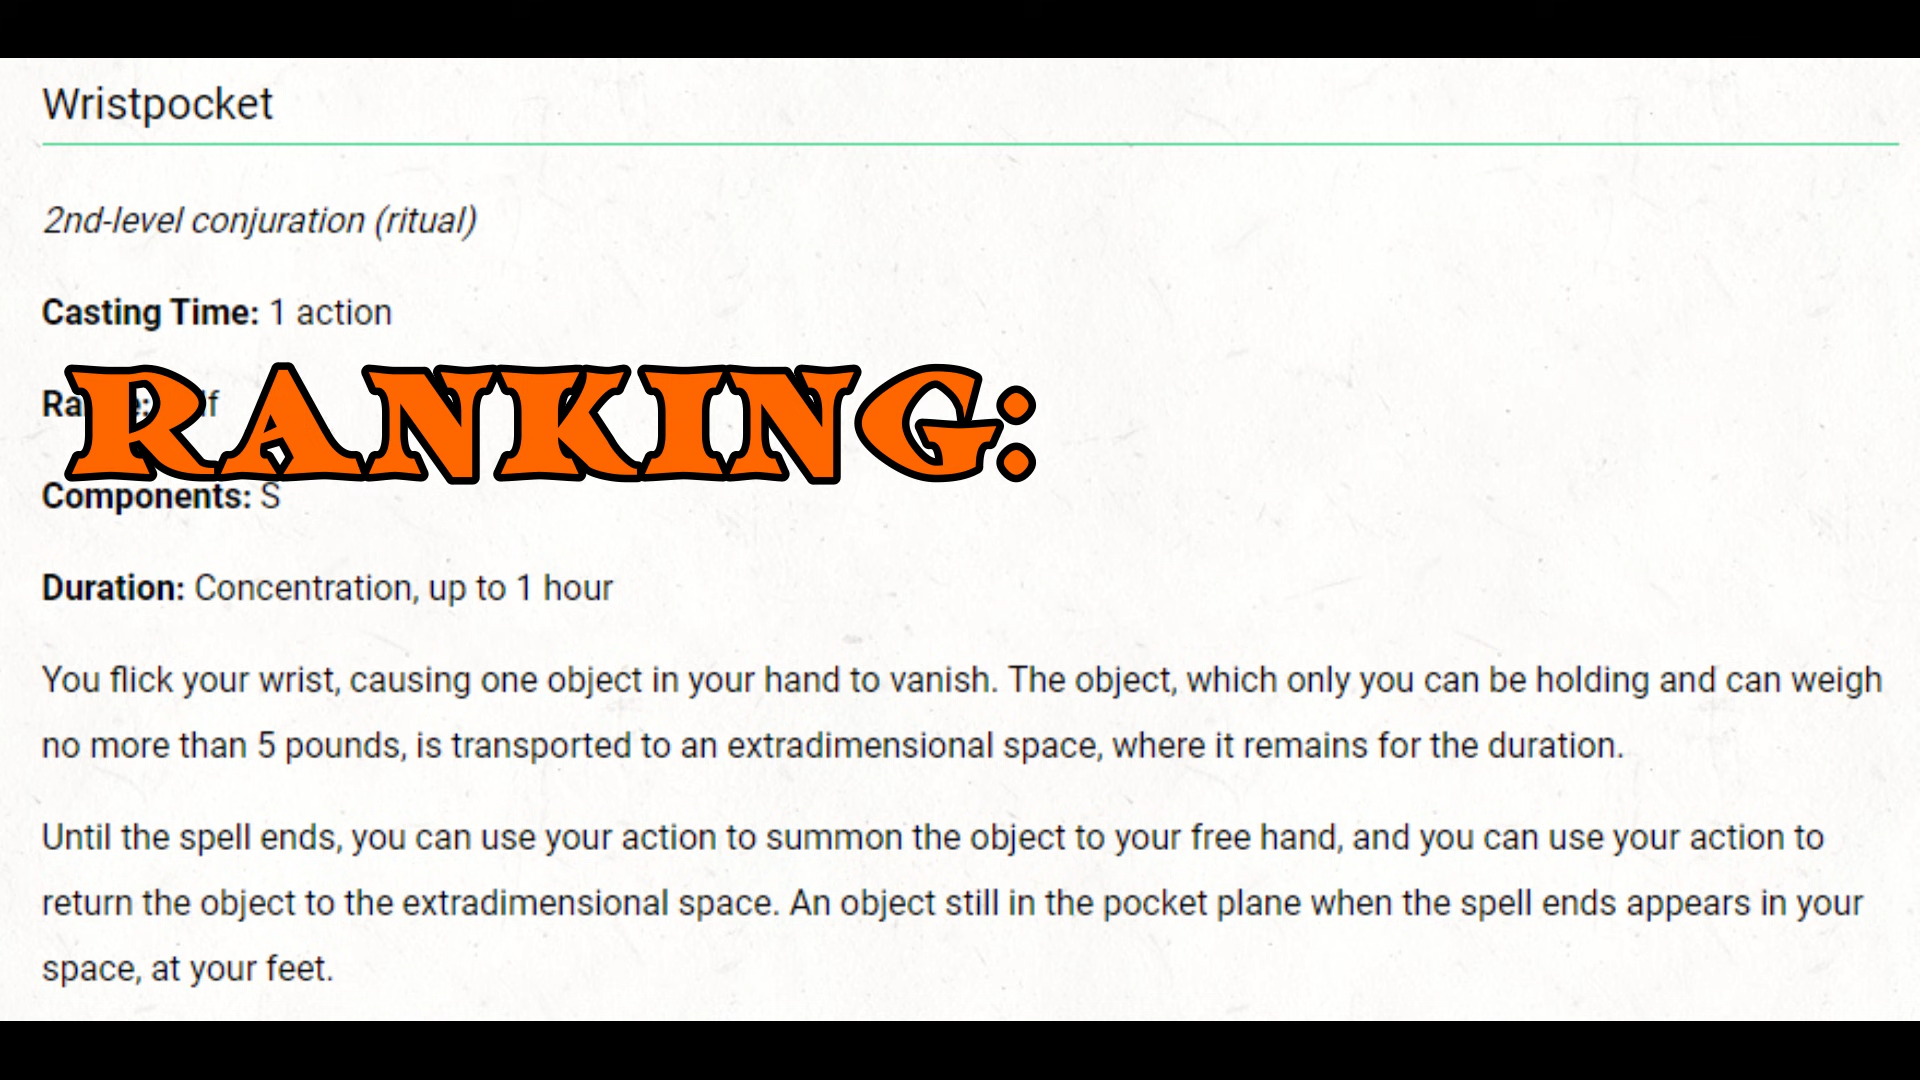 Wristpocket
2nd-level conjuration (ritual)
Casting Time: 1 action
RANKING:
Components: S
Duration: Concentration, up to 1 hour
You flick your wrist, causing one object in your hand to vanish. The object, which only you can be holding and can weigh
no more than 5 pounds, is transported to an extradimensional space, where it remains for the duration.
Until the spell ends, you can use your action to summon the object to your free hand, and you can use your action to
return the object to the extradimensional space. An object still in the pocket plane when the spell ends appears in your
space, at your feet.